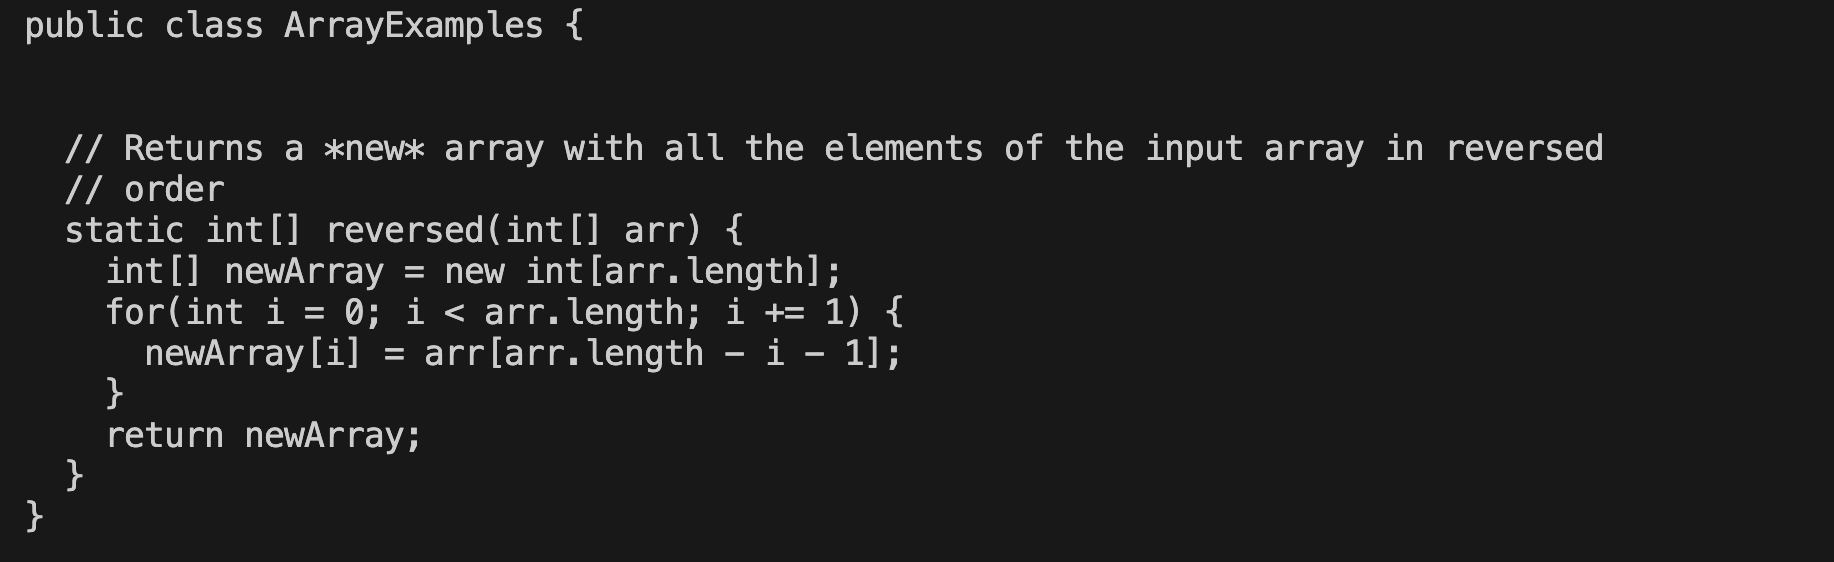 public class ArrayExamples {
  // Returns a *new* array with all the elements of the input array in reversed
  // order
  static int[] reversed(int[] arr) {
    int[] newArray = new int[arr.length];
    for(int i = 0; i < arr.length; i += 1) {
      newArray[i] = arr[arr.length - i - 1];
    }
    return newArray;
  }
}